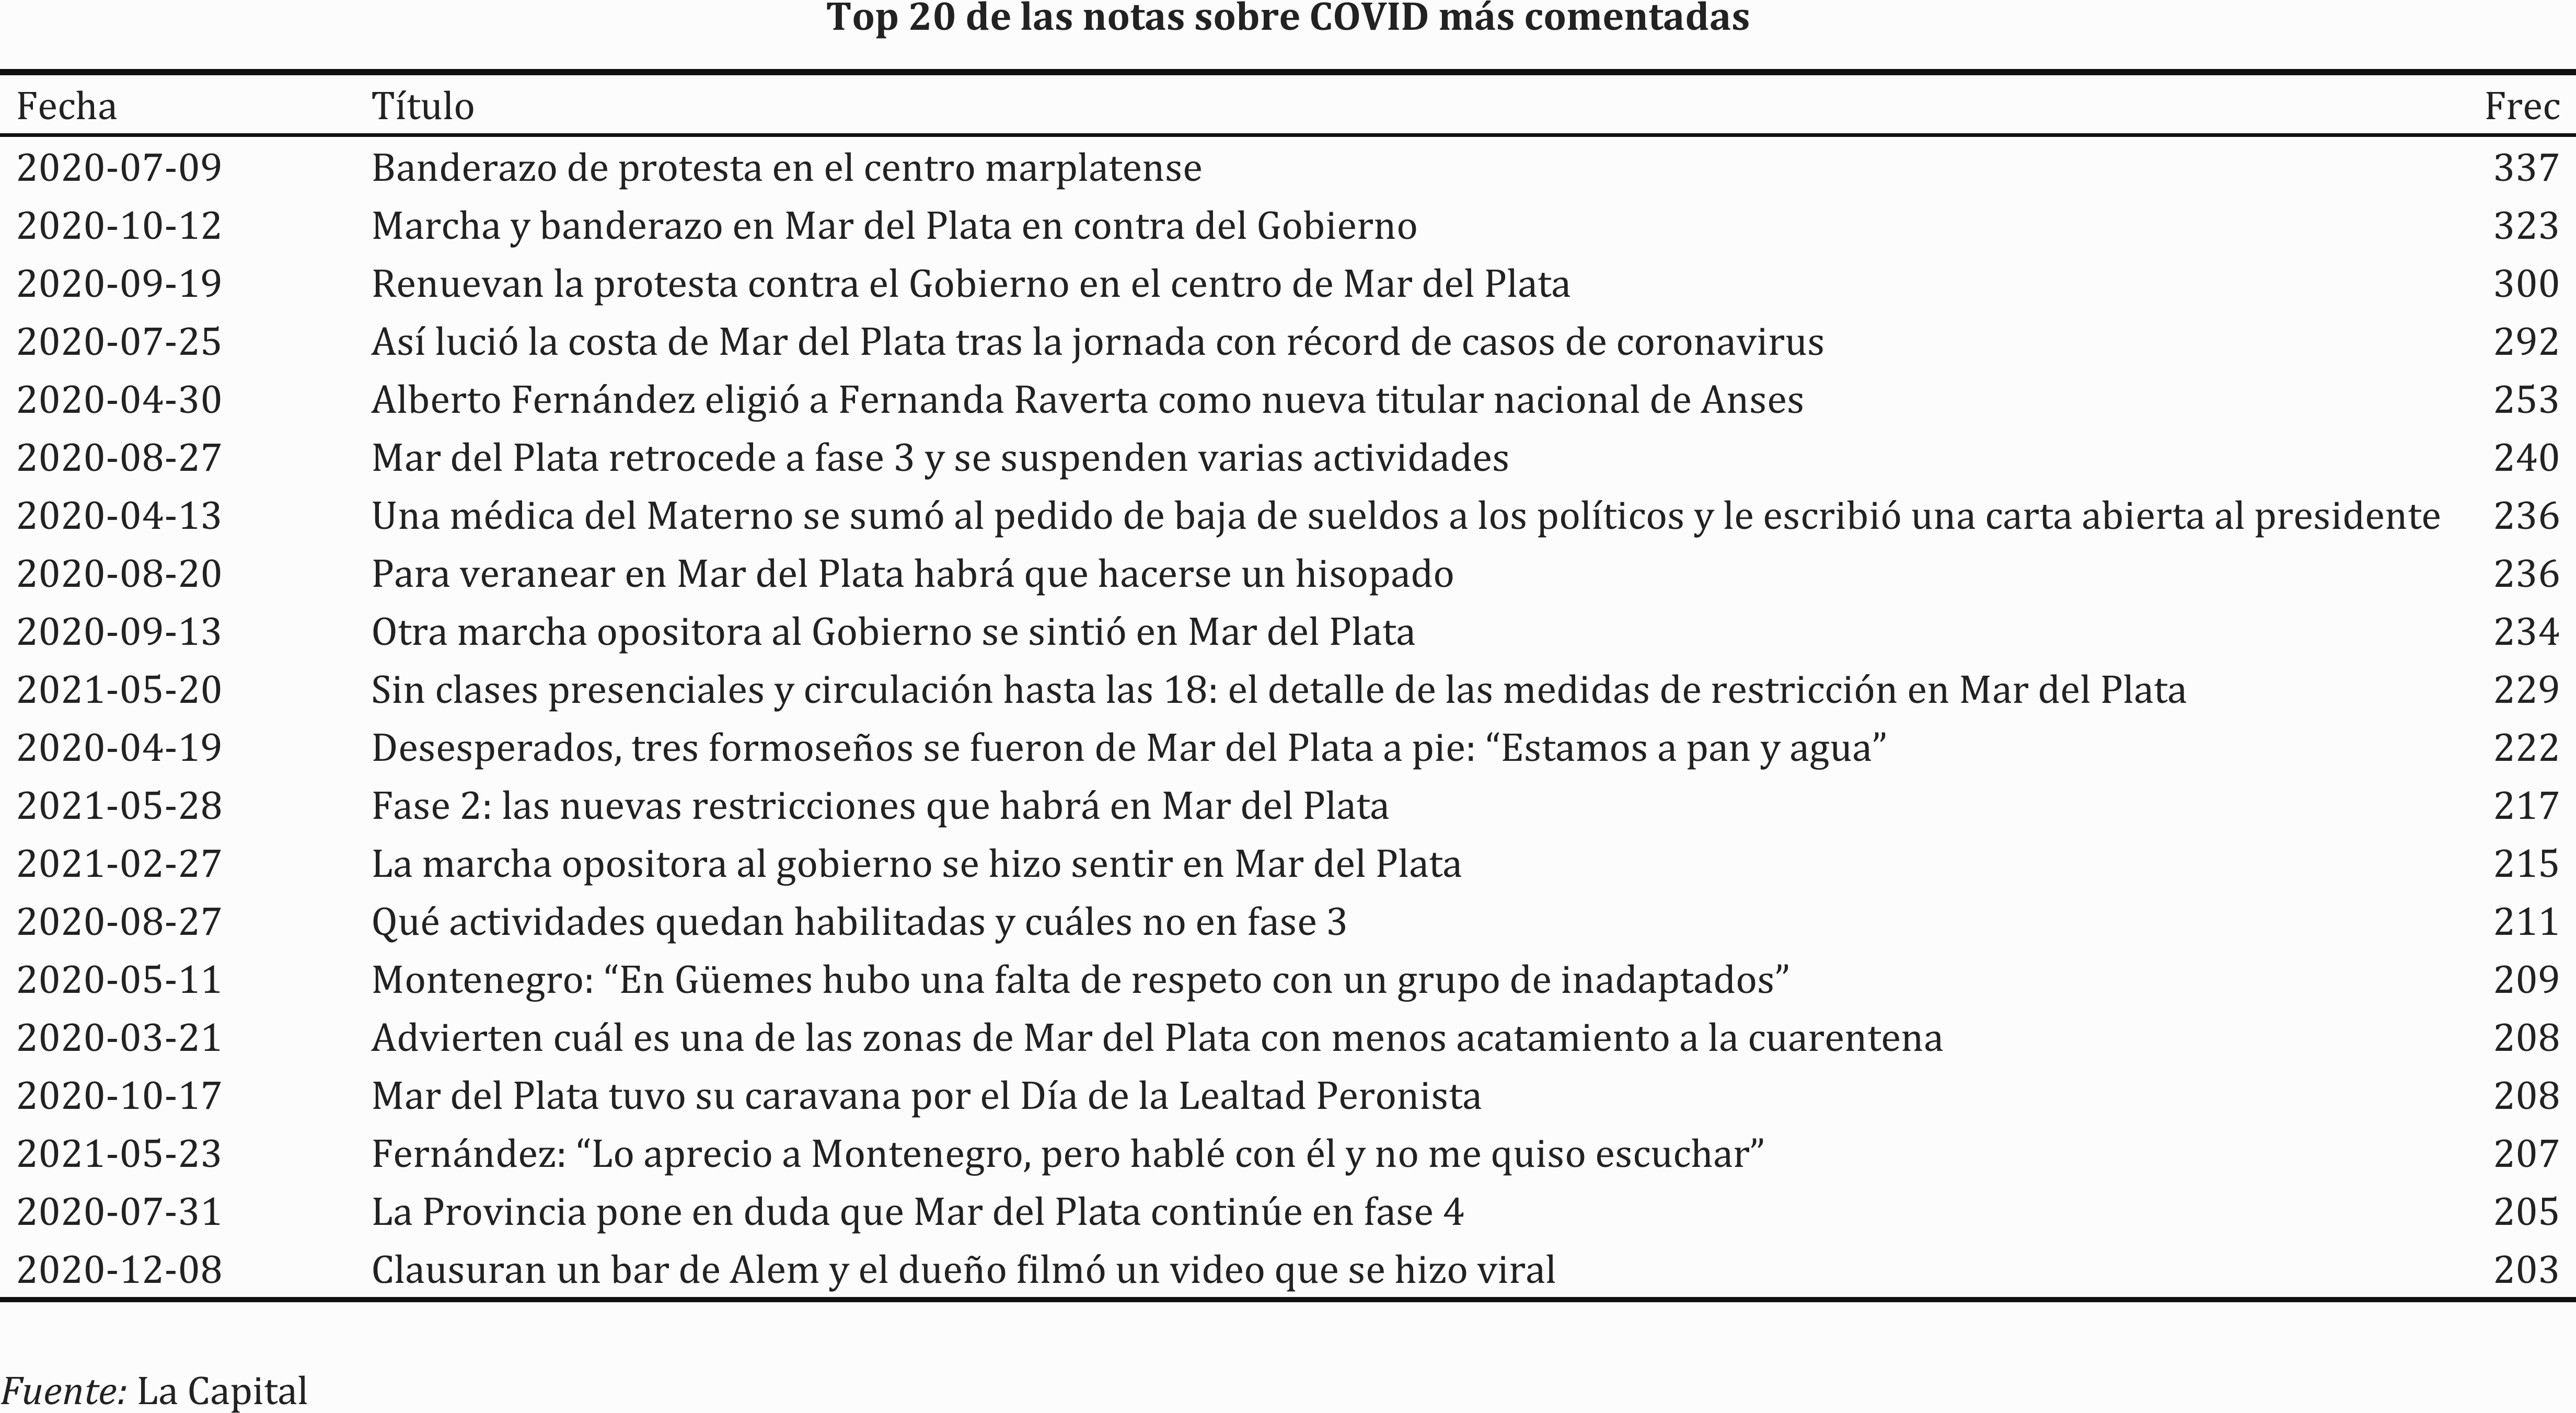 Top 20 de las notas sobre COVID más comentadas
Fecha Título Frec
2020-07-09 Banderazo de protesta en el centro marplatense 337
2020-10-12 Marcha y banderazo en Mar del Plata en contra del Gobierno 323
2020-09-19 Renuevan la protesta contra el Gobierno en el centro de Mar del Plata 300
2020-07-25 Así lució la costa de Mar del Plata tras la jornada con récord de casos de coronavirus 292
2020-04-30 Alberto Fernández eligió a Fernanda Raverta como nueva titular nacional de Anses 253
2020-08-27 Mar del Plata retrocede a fase 3 y se suspenden varias actividades 240
2020-04-13 Una médica del Materno se sumó al pedido de baja de sueldos a los políticos y le escribió una carta abierta al presidente 236
2020-08-20 Para veranear en Mar del Plata habrá que hacerse un hisopado 236
2020-09-13 Otra marcha opositora al Gobierno se sintió en Mar del Plata 234
2021-05-20 Sin clases presenciales y circulación hasta las 18: el detalle de las medidas de restricción en Mar del Plata 229
2020-04-19 Desesperados, tres formoseños se fueron de Mar del Plata a pie: “Estamos a pan y agua” 222
2021-05-28 Fase 2: las nuevas restricciones que habrá en Mar del Plata 217
2021-02-27 La marcha opositora al gobierno se hizo sentir en Mar del Plata 215
2020-08-27 Qué actividades quedan habilitadas y cuáles no en fase 3 211
2020-05-11 Montenegro: “En Güemes hubo una falta de respeto con un grupo de inadaptados” 209
2020-03-21 Advierten cuál es una de las zonas de Mar del Plata con menos acatamiento a la cuarentena 208
2020-10-17 Mar del Plata tuvo su caravana por el Día de la Lealtad Peronista 208
2021-05-23 Fernández: “Lo aprecio a Montenegro, pero hablé con él y no me quiso escuchar” 207
2020-07-31 La Provincia pone en duda que Mar del Plata continúe en fase 4 205
2020-12-08 Clausuran un bar de Alem y el dueño filmó un video que se hizo viral 203
Fuente: La Capital